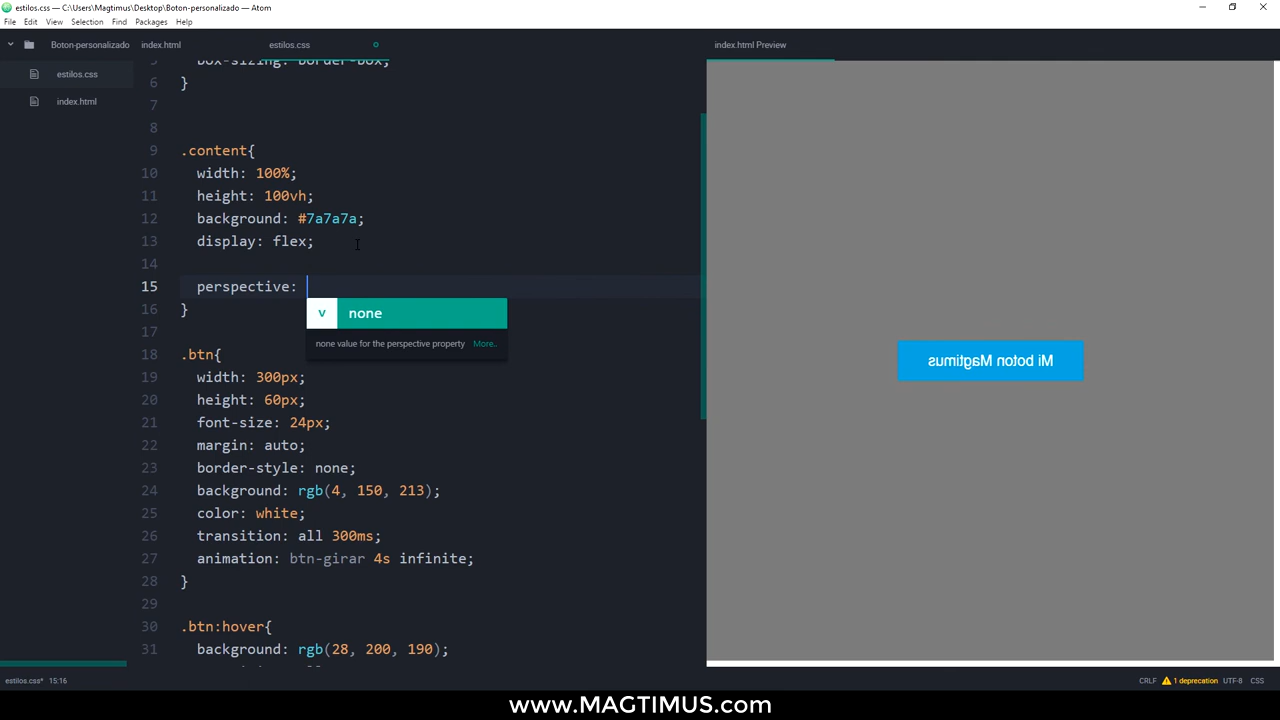 estilos.css — C:\Users\Magtimus\Desktop\Boton-personalizado — Atom
File Edit View Selection Find Packages Help
Boton-personalizado
estilos.css
index.html
index.html estilos.css
index.html Preview
5 box-sizing: border-box;
6 }
7
8
9 .content{
10 width: 100%;
11 height: 100vh;
12 background: #7a7a7a;
13 display: flex;
14
15 perspective:
v none
none value for the perspective property More..
16 }
17
18 .btn{
19 width: 300px;
20 height: 60px;
21 font-size: 24px;
22 margin: auto;
23 border-style: none;
24 background: rgb(4, 150, 213);
25 color: white;
26 transition: all 300ms;
27 animation: btn-girar 4s infinite;
28 }
29
30 .btn:hover{
31 background: rgb(28, 200, 190);
Mi boton Magtimus
estilos.css* 15:16
CRLF 1 deprecation UTF-8 CSS
www.MAGTIMUS.com